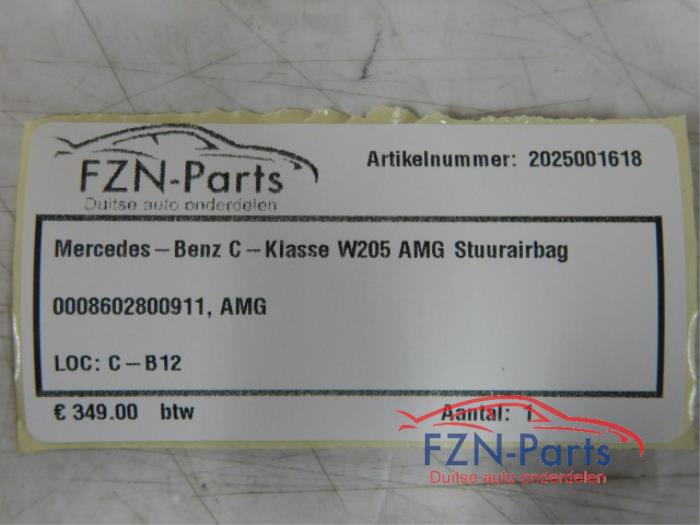 FZN-Parts
Duitse auto onderdelen
Artikelnummer: 2025001618
Mercedes-Benz C-Klasse W205 AMG Stuurairbag
0008602800911, AMG
LOC: C-B12
€ 349.00 btw
Aantal: 1
FZN-Parts
Duitse auto onderdelen